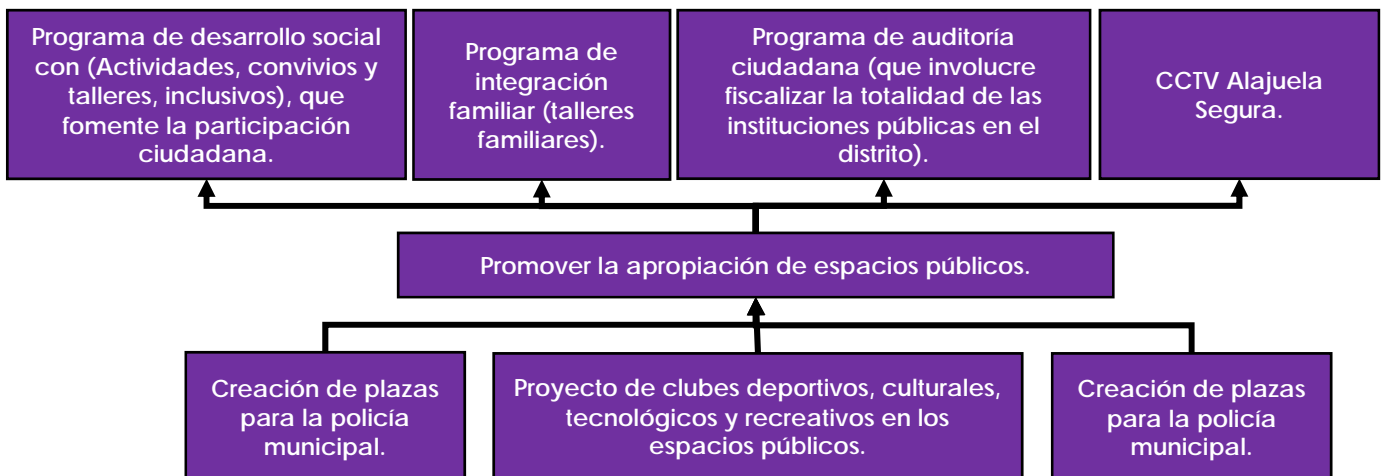 Programa de desarrollo social
con (Actividades, convivios y
talleres, inclusivos), que
fomente la participación
ciudadana.
Programa de
integración
familiar (talleres
familiares).
Programa de auditoría
ciudadana (que involucre
fiscalizar la totalidad de las
instituciones públicas en el
distrito).
CCTV Alajuela
Segura.
Promover la apropiación de espacios públicos.
Creación de plazas
para la policía
municipal.
Proyecto de clubes deportivos, culturales,
tecnológicos y recreativos en los
espacios públicos.
Creación de plazas
para la policía
municipal.